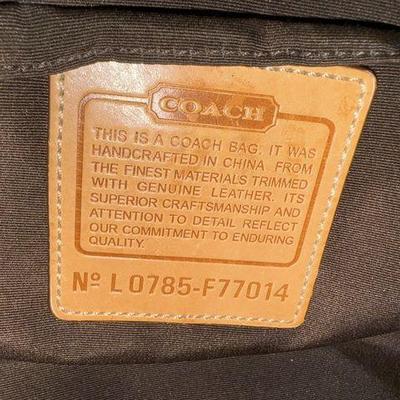 COACH
THIS IS A COACH BAG. IT WAS
HANDCRAFTED IN CHINA FROM
THE FINEST MATERIALS TRIMMED
WITH GENUINE LEATHER. ITS
SUPERIOR CRAFTSMANSHIP AND
ATTENTION TO DETAIL REFLECT
OUR COMMITMENT TO ENDURING
QUALITY.
Nº L0785-F77014